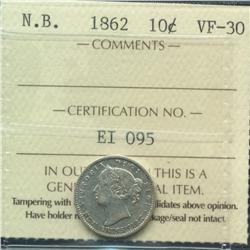 N.B. 1862 10¢ VF-30
— COMMENTS —
— CERTIFICATION NO. —
EI 095
IN OU THIS IS A
GEN AL ITEM.
Tampering with lidates above opinion.
Have holder kage/seal not intact.